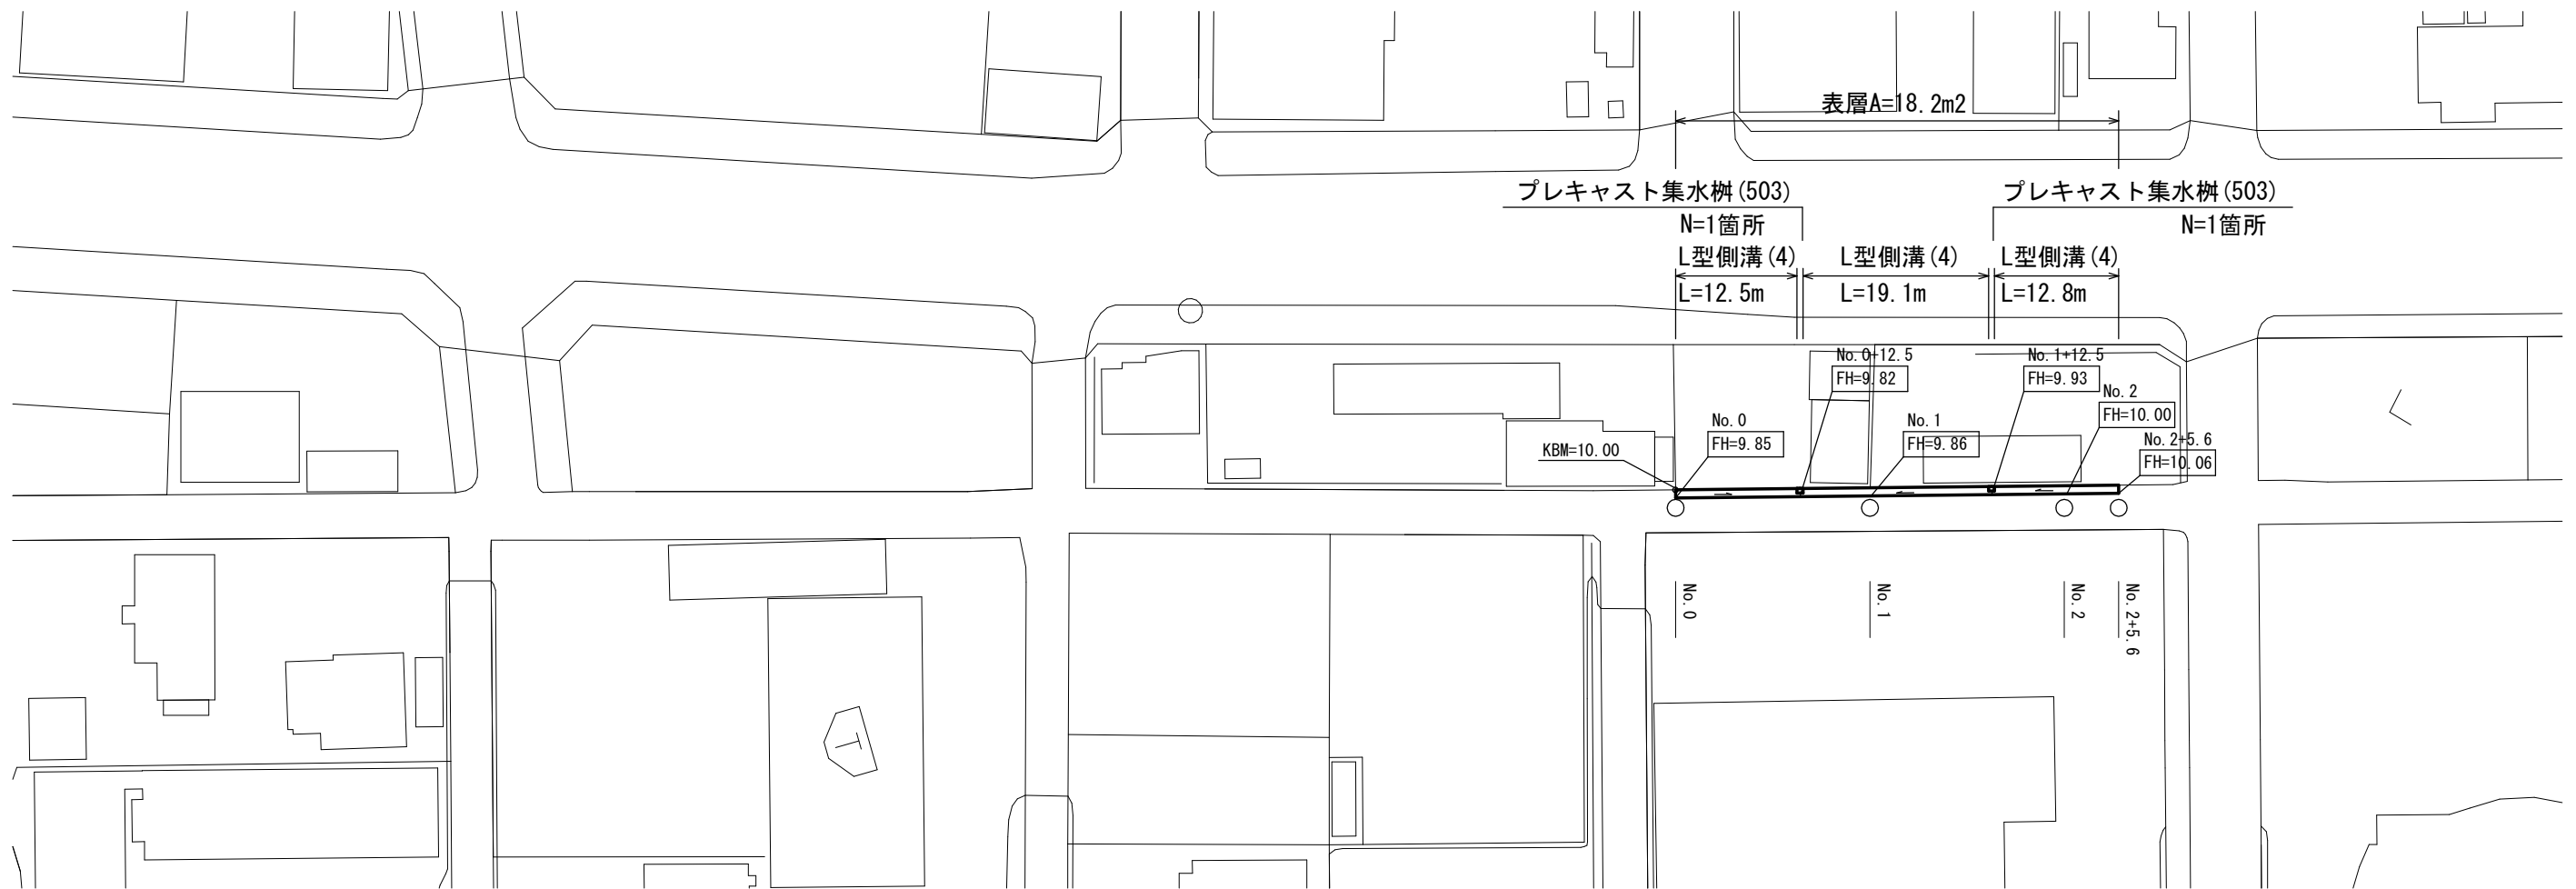 表層A=18.2m2
プレキャスト集水桝(503)
N=1箇所
プレキャスト集水桝(503)
N=1箇所
L型側溝(4)
L=12.5m
L型側溝(4)
L=19.1m
L型側溝(4)
L=12.8m
No.0+12.5
FH=9.82
No.1+12.5
FH=9.93
No.2
FH=10.00
No.0
FH=9.85
No.1
FH=9.86
No.2+5.6
FH=10.06
KBM=10.00
No.0
No.1
No.2
No.2+5.6